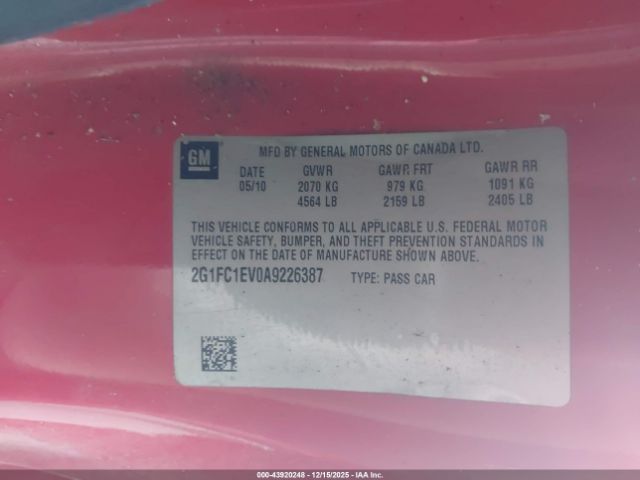 GM
MFD BY GENERAL MOTORS OF CANADA LTD.
DATE GVWR GAWR FRT GAWR RR
05/10 2070 KG 979 KG 1091 KG
4564 LB 2159 LB 2405 LB
THIS VEHICLE CONFORMS TO ALL APPLICABLE U.S. FEDERAL MOTOR
VEHICLE SAFETY, BUMPER, AND THEFT PREVENTION STANDARDS IN
EFFECT ON THE DATE OF MANUFACTURE SHOWN ABOVE.
2G1FC1EV0A9226387 TYPE: PASS CAR
000-43920248 - 12/15/2025 - IAA Inc.